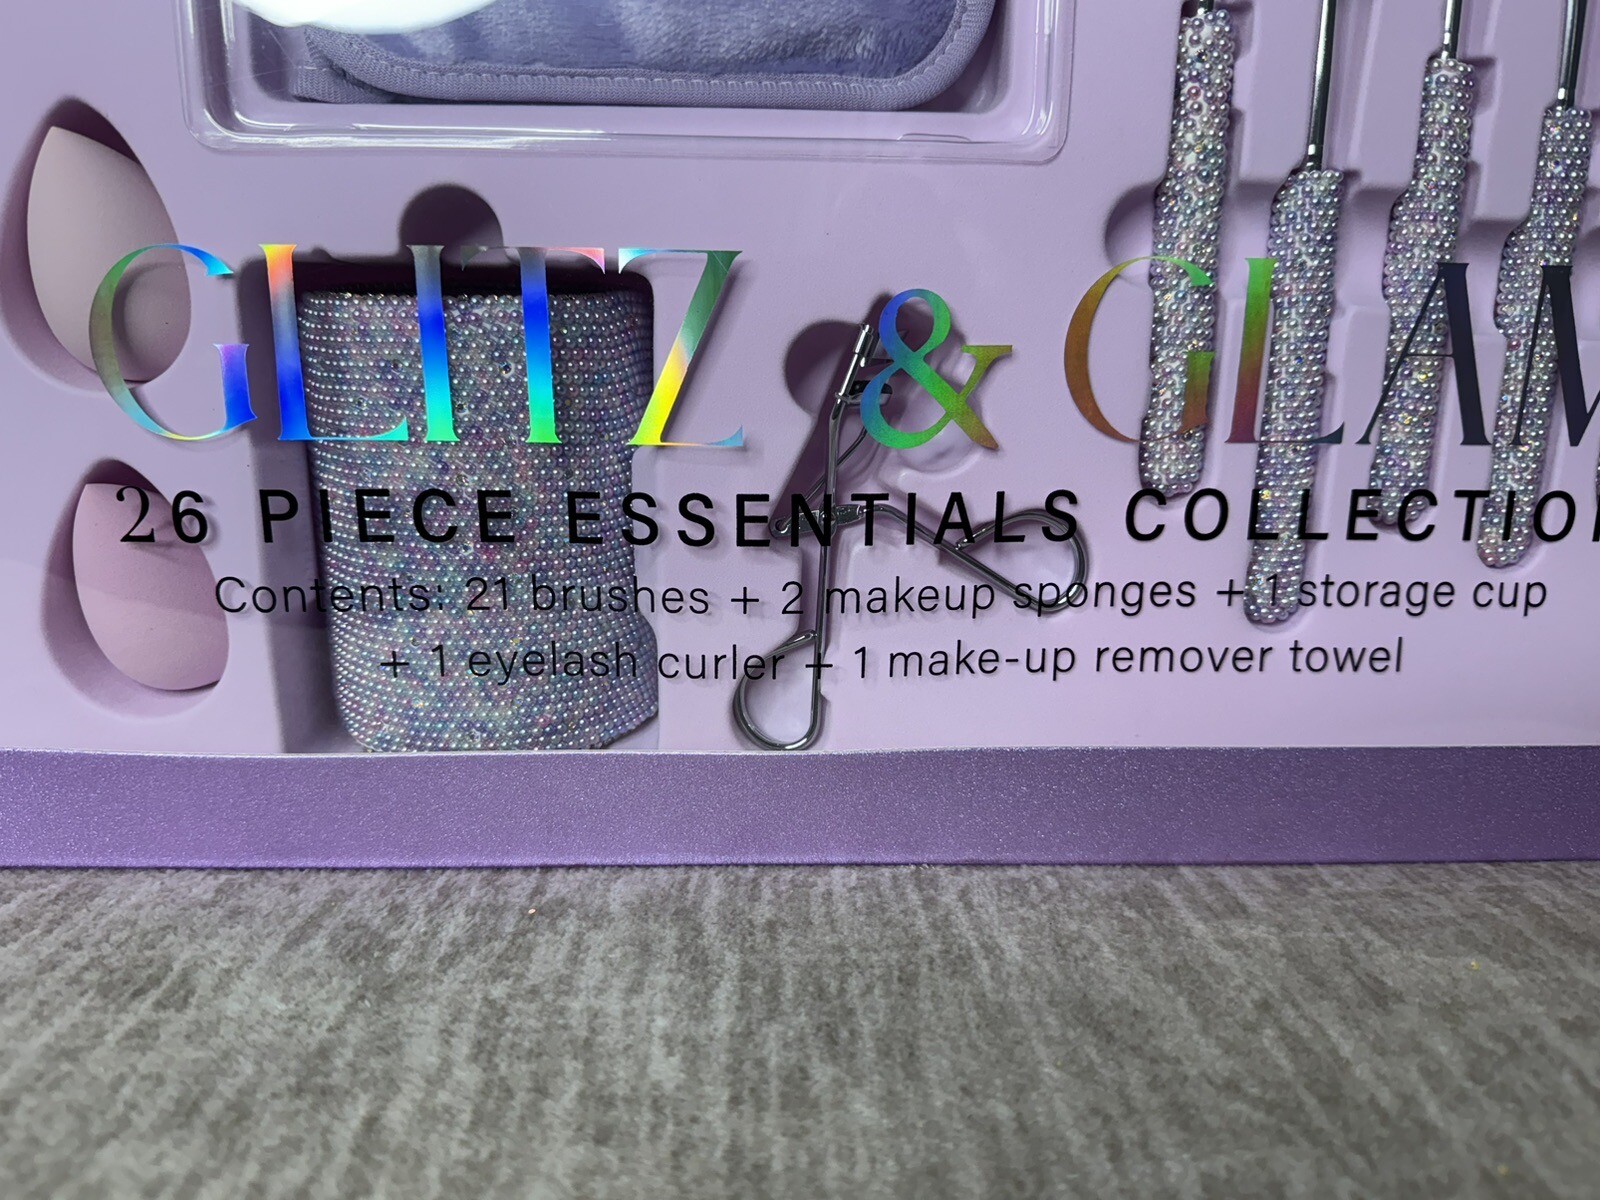 GLITZ & GLAM
26 PIECE ESSENTIALS COLLECTIO
Contents: 21 brushes + 2 makeup sponges + 1 storage cup
+ 1 eyelash curler + 1 make-up remover towel